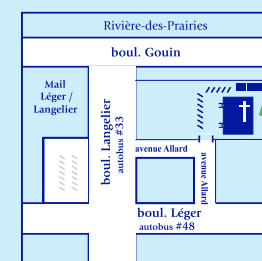 Rivière-des-Prairies
boul. Gouin
Mail
Léger /
Langelier
boul. Langelier
autobus #33
avenue Allard
avenue Allard
boul. Léger
autobus #48